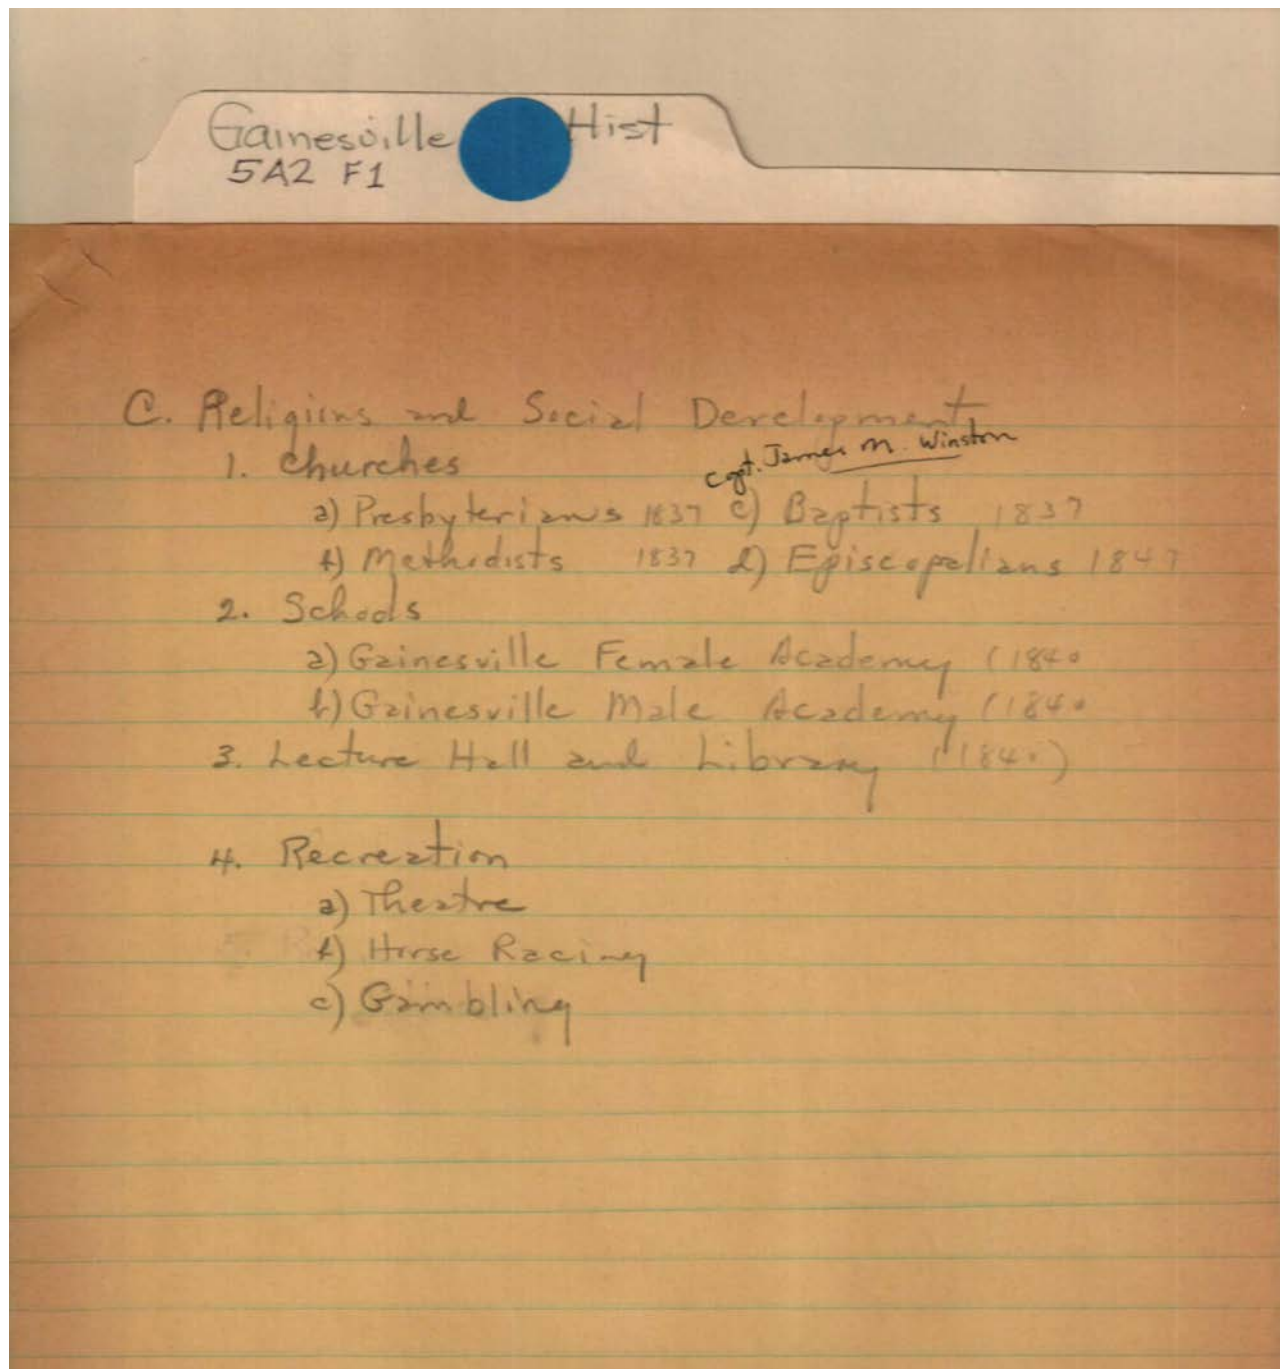 Gainesville Hist
5A2 F1
C. Religious and Social Development
1. Churches
Capt. James M. Winston
a) Presbyterians 1837 c) Baptists 1837
b) Methodists 1837 d) Episcopalians 1847
2. Schools
a) Gainesville Female Academy (1840
b) Gainesville Male Academy (1840
3. Lecture Hall and Library (1840)
4. Recreation
a) Theatre
b) Horse Racing
c) Gambling